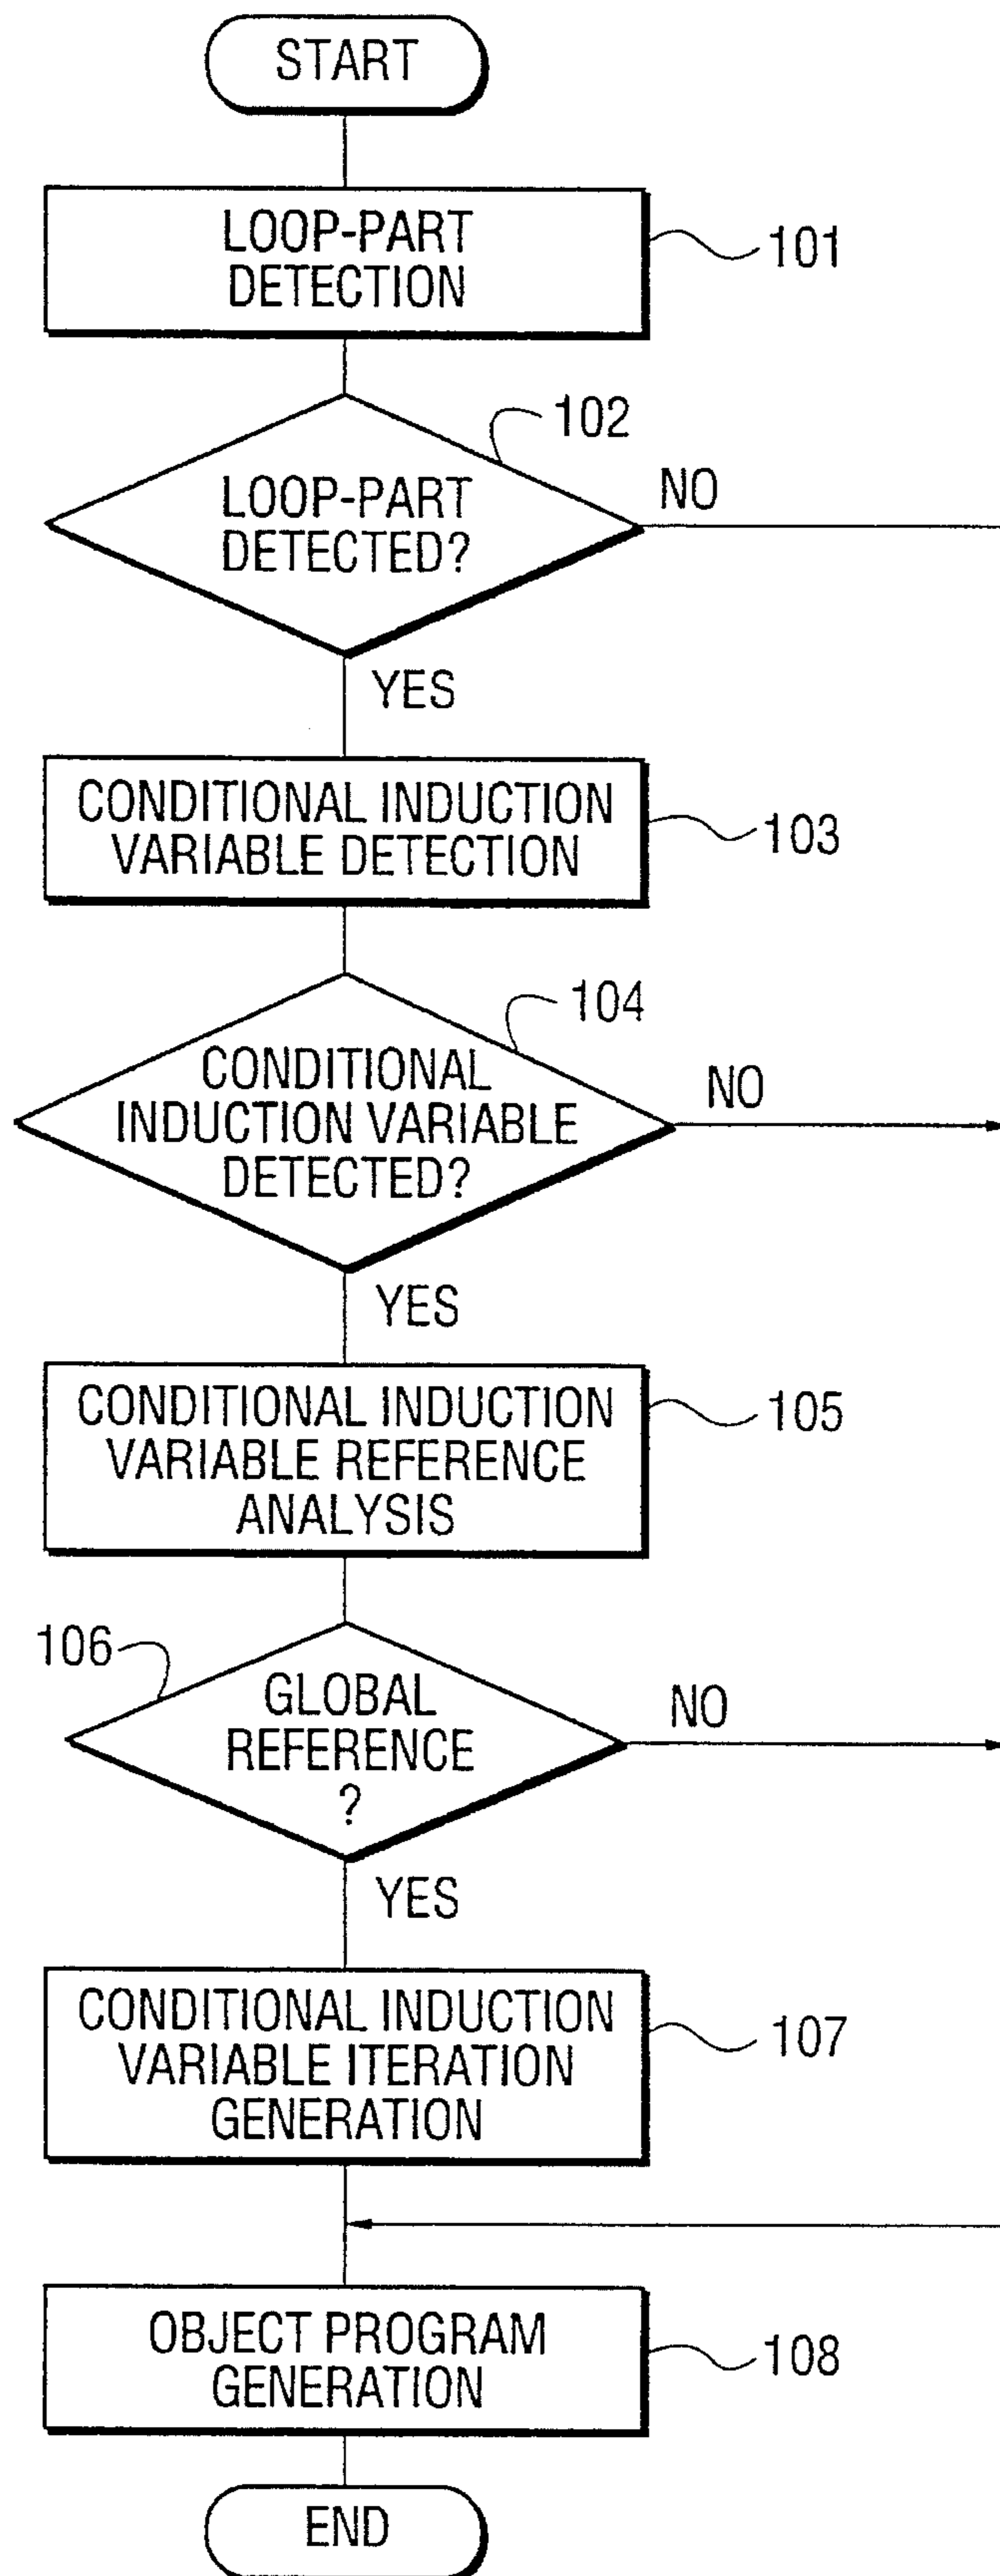 START
LOOP-PART
DETECTION
101
102
LOOP-PART
DETECTED?
NO
YES
CONDITIONAL INDUCTION
VARIABLE DETECTION
103
104
CONDITIONAL
INDUCTION VARIABLE
DETECTED?
NO
YES
CONDITIONAL INDUCTION
VARIABLE REFERENCE
ANALYSIS
105
106
GLOBAL
REFERENCE
?
NO
YES
CONDITIONAL INDUCTION
VARIABLE ITERATION
GENERATION
107
OBJECT PROGRAM
GENERATION
108
END